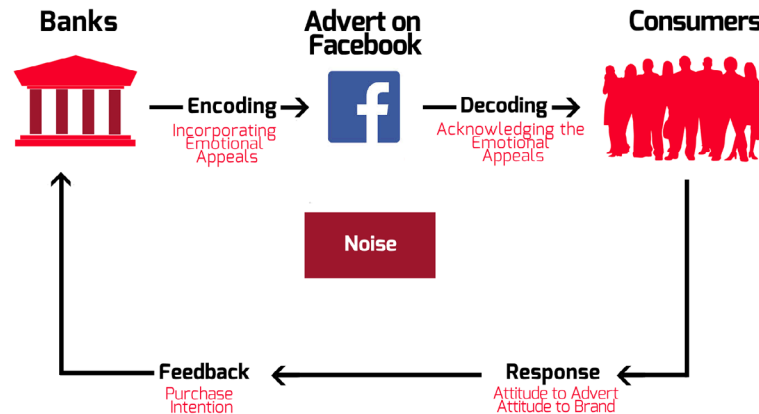 Banks
Advert on
Facebook
Consumers
Encoding
Incorporating
Emotional
Appeals
f
Decoding
Acknowledging the
Emotional
Appeals
Noise
Feedback
Purchase
Intention
Response
Attitude to Advert
Attitude to Brand